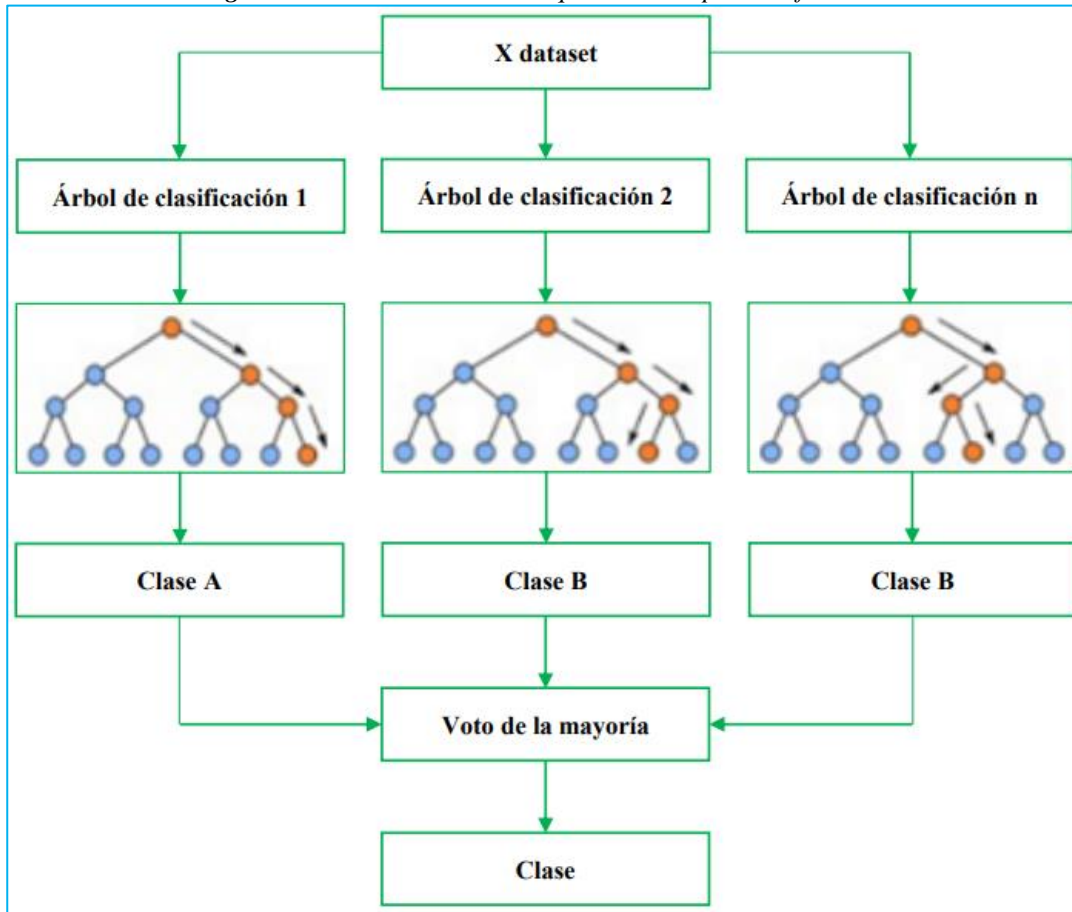 X dataset
Árbol de clasificación 1
Árbol de clasificación 2
Árbol de clasificación n
Clase A
Clase B
Clase B
Voto de la mayoría
Clase